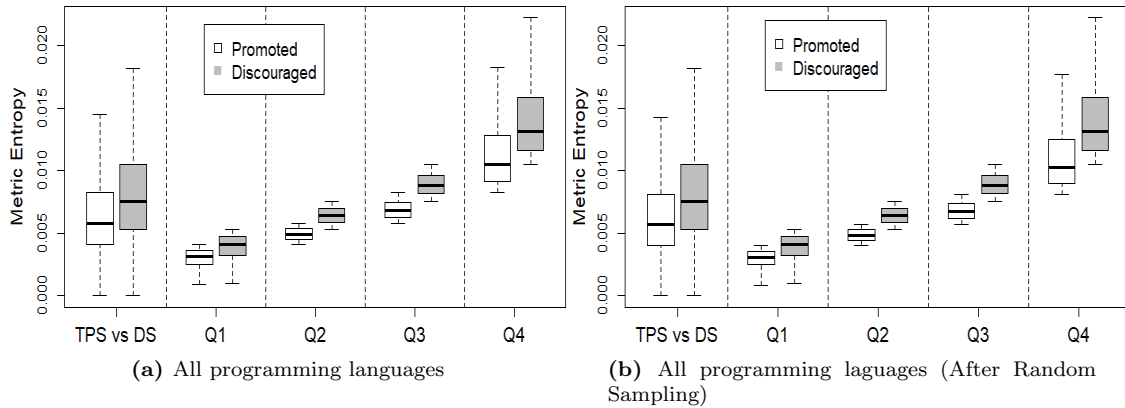 Metric Entropy
0.020
0.015
0.010
0.005
0.000
Promoted
Discouraged
TPS vs DS Q1 Q2 Q3 Q4
(a) All programming languages
Metric Entropy
0.020
0.015
0.010
0.005
0.000
Promoted
Discouraged
TPS vs DS Q1 Q2 Q3 Q4
(b) All programming laguages (After Random
Sampling)